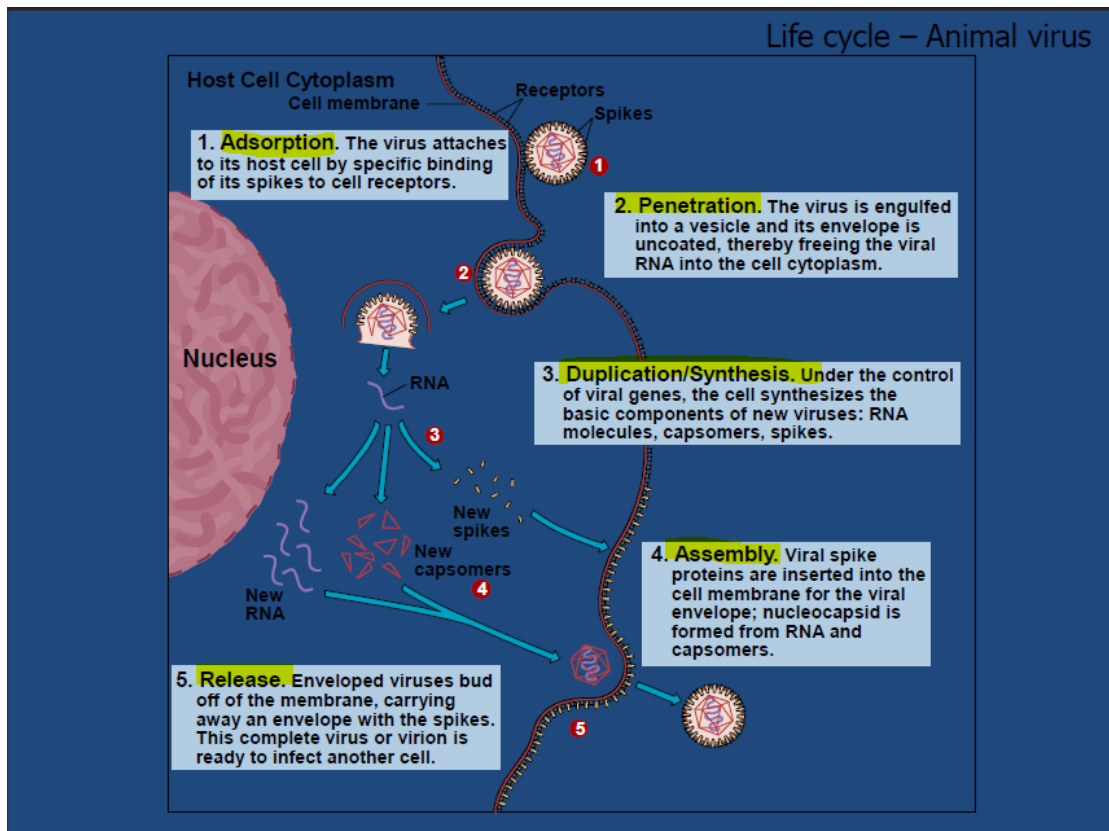 Life cycle – Animal virus
Host Cell Cytoplasm
Cell membrane
Receptors
Spikes
1. Adsorption. The virus attaches
to its host cell by specific binding
of its spikes to cell receptors.
1
2. Penetration. The virus is engulfed
into a vesicle and its envelope is
uncoated, thereby freeing the viral
RNA into the cell cytoplasm.
2
Nucleus
RNA
3. Duplication/Synthesis. Under the control
of viral genes, the cell synthesizes the
basic components of new viruses: RNA
molecules, capsomers, spikes.
3
New
spikes
New
capsomers
4
New
RNA
4. Assembly. Viral spike
proteins are inserted into the
cell membrane for the viral
envelope; nucleocapsid is
formed from RNA and
capsomers.
5. Release. Enveloped viruses bud
off of the membrane, carrying
away an envelope with the spikes.
This complete virus or virion is
ready to infect another cell.
5